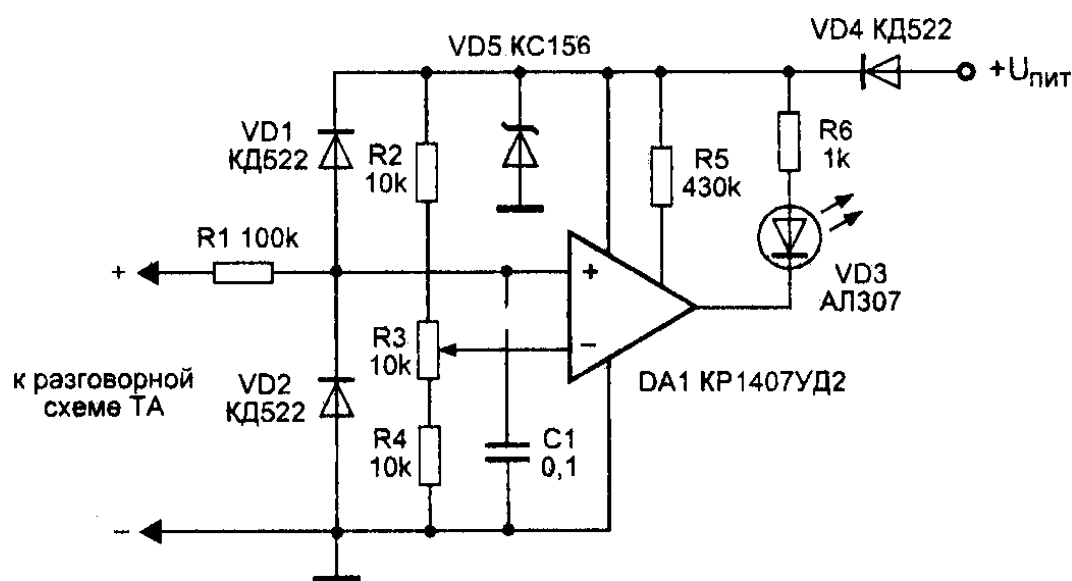 VD5 КС156
VD4 КД522
+Uпит
VD1
КД522
R2
10k
R5
430k
R6
1k
R1 100k
+
+
VD3
АЛ307
R3
10k
–
DA1 КР1407УД2
к разговорной
схеме ТА
VD2
КД522
R4
10k
C1
0,1
–